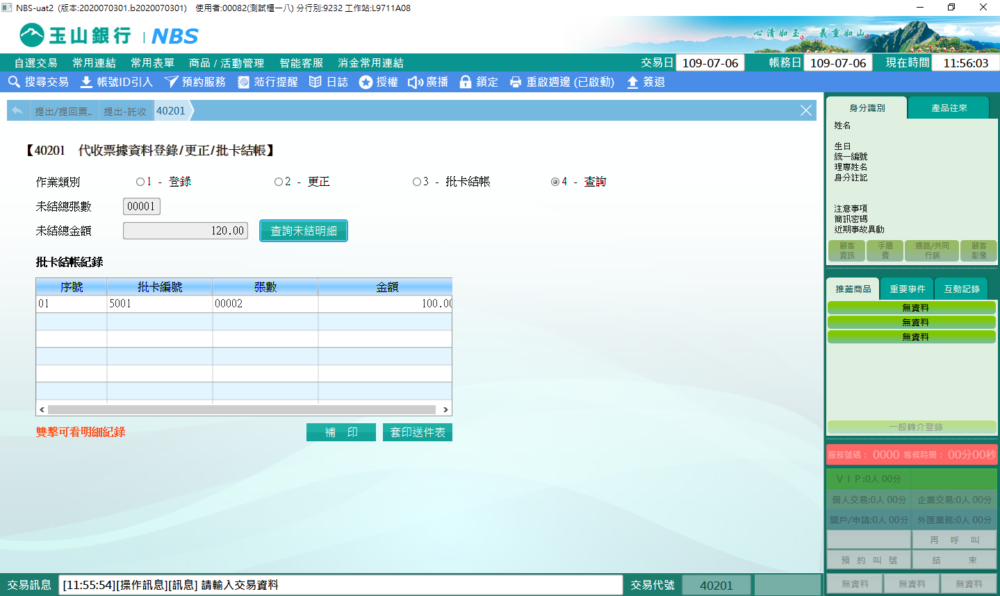 NBS-uat2 (版本:2020070301.b2020070301) 使用者:00082(測試櫃一八) 分行別:9232 工作站:L9711A08
玉山銀行 | NBS
心清如玉。 義重如山。
自選交易 常用連結 常用表單 商品 / 活動管理 智能客服 消金常用連結 交易日 109-07-06 帳務日 109-07-06 現在時間 11:56:03
搜尋交易 帳號ID引入 預約服務 蒞行提醒 日誌 授權 廣播 鎖定 重啟週邊 (已啟動) 簽退
提出/提回票.. 提出-託收 40201
【40201 代收票據資料登錄/更正/批卡結帳】
作業類別 1 - 登錄 2 - 更正 3 - 批卡結帳 4 - 查詢
未結總張數 00001
未結總金額 120.00 查詢未結明細
批卡結帳紀錄
序號 批卡編號 張數 金額
01 5001 00002 100.00
雙擊可看明細紀錄 補 印 套印送件表
身分識別 產品往來
姓名
生日
統一編號
理專姓名
身分註記
注意事項
簡訊密碼
近期事故異動
顧客資訊 手續費 通路/共同行銷 顧客影像
推薦商品 重要事件 互動記錄
無資料
無資料
無資料
一般轉介登錄
服務號碼： 0000 等候時間： 00分00秒
ＶＩＰ:0人 00分
個人交易:0人 00分 企業交易:0人 00分
開戶/申請:0人 00分 外匯業務:0人 00分
再 呼 叫
預 約 叫 號 結 束
無資料 無資料 無資料
交易訊息 [11:55:54][操作訊息][訊息] 請輸入交易資料 交易代號 40201